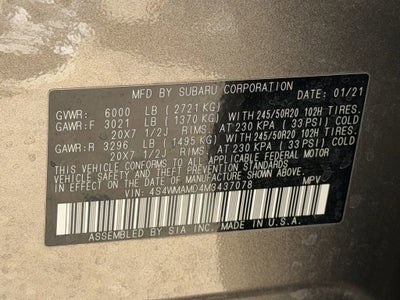 MFD BY SUBARU CORPORATION DATE: 01/21
GVWR: 6000 LB (2721 KG)
GAWR:F 3021 LB (1370 KG) WITH 245/50R20 102H TIRES.
20X7 1/2J RIMS. AT 230 KPA (33 PSI) COLD.
GAWR:R 3296 LB (1495 KG) WITH 245/50R20 102H TIRES.
20X7 1/2J RIMS. AT 230 KPA (33 PSI) COLD.
THIS VEHICLE CONFORMS TO ALL APPLICABLE FEDERAL MOTOR
VEHICLE SAFETY STANDARDS IN EFFECT ON THE DATE OF
MANUFACTURE SHOWN ABOVE.
VIN: 4S4WMAMD4M3437078 MPV
ASSEMBLED BY SIA INC. MADE IN U.S.A.